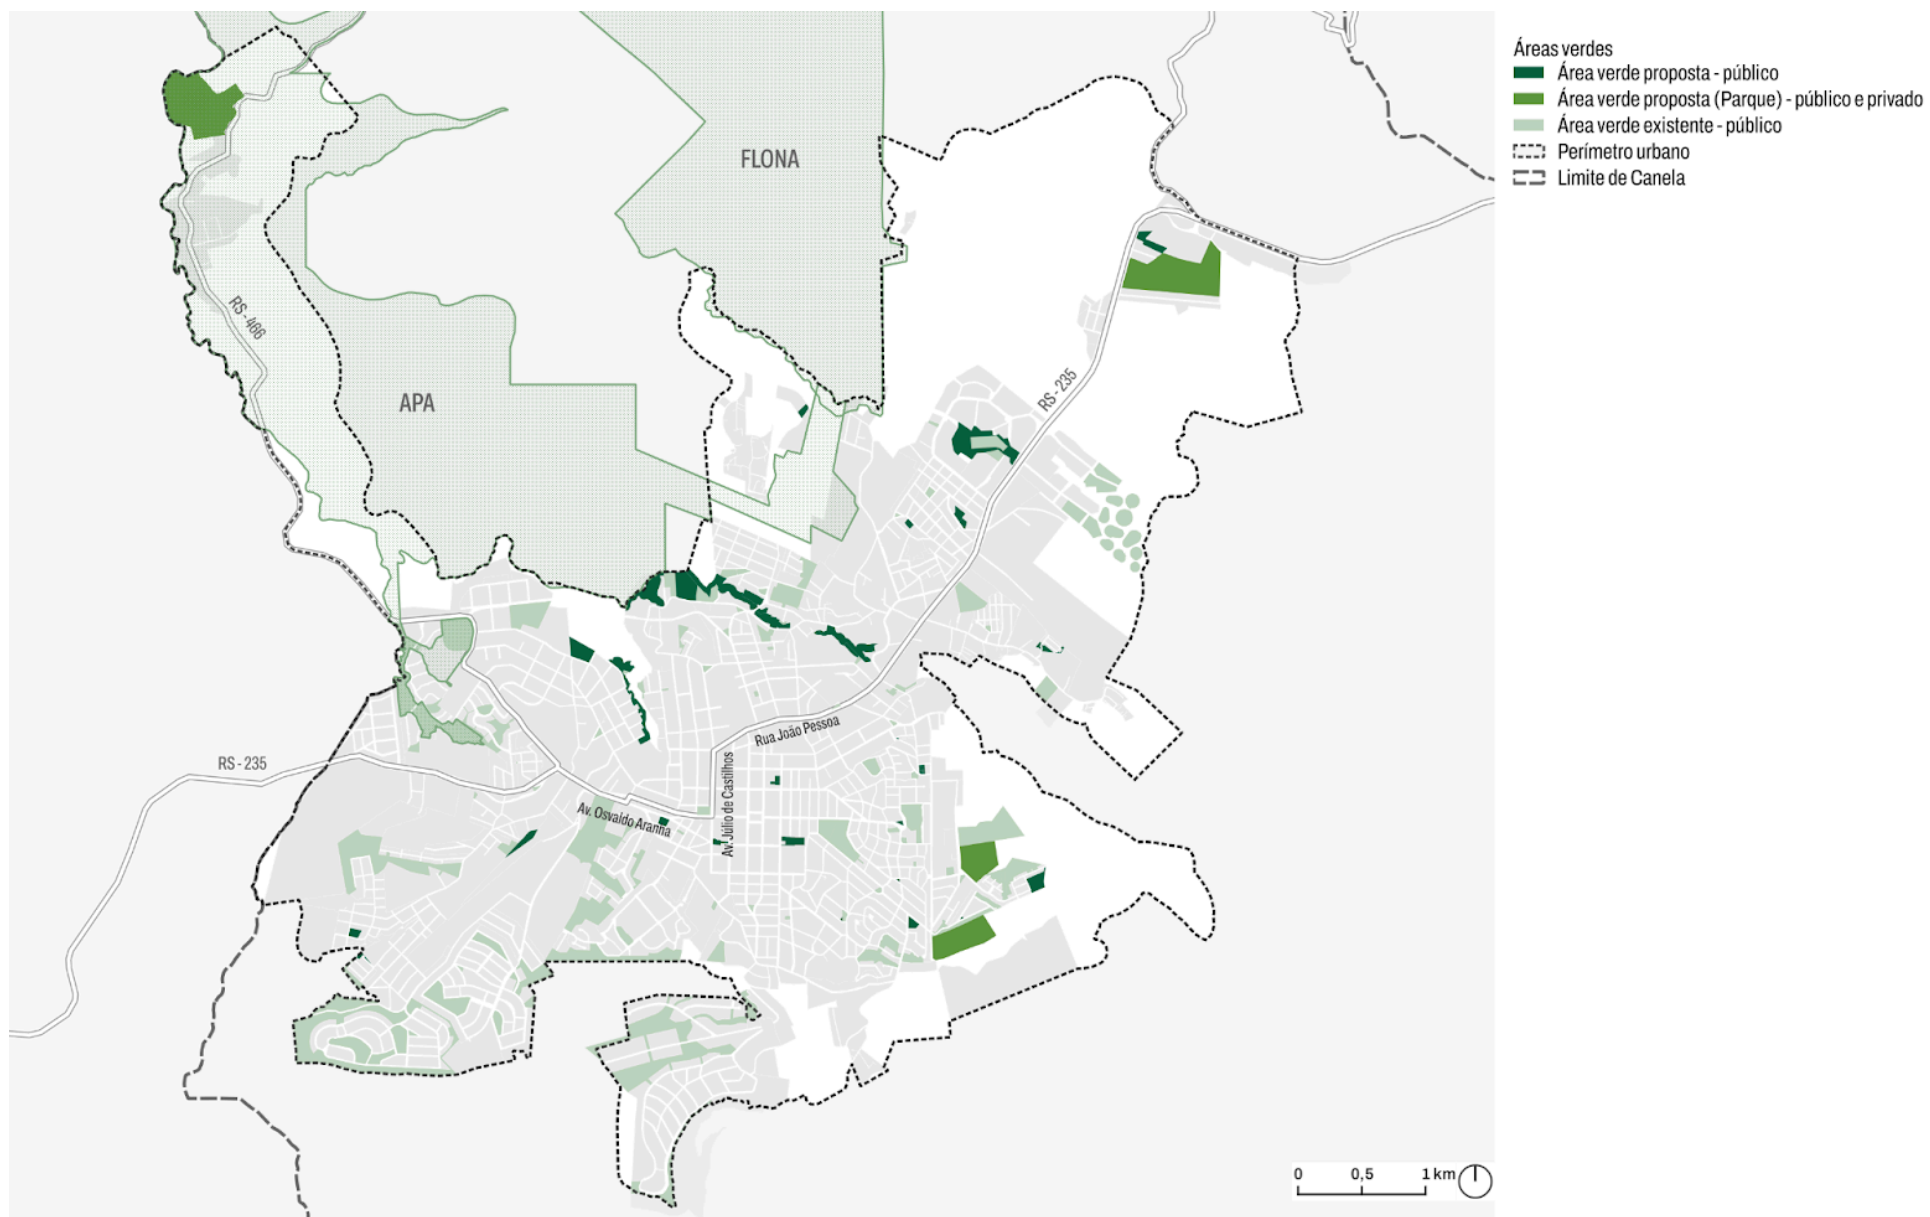 Áreas verdes
Área verde proposta - público
Área verde proposta (Parque) - público e privado
Área verde existente - público
Perímetro urbano
Limite de Canela
FLONA
RS - 466
APA
RS - 235
RS - 235
Rua João Pessoa
Av. Júlio de Castilhos
Av. Osvaldo Aranha
0 0,5 1 km